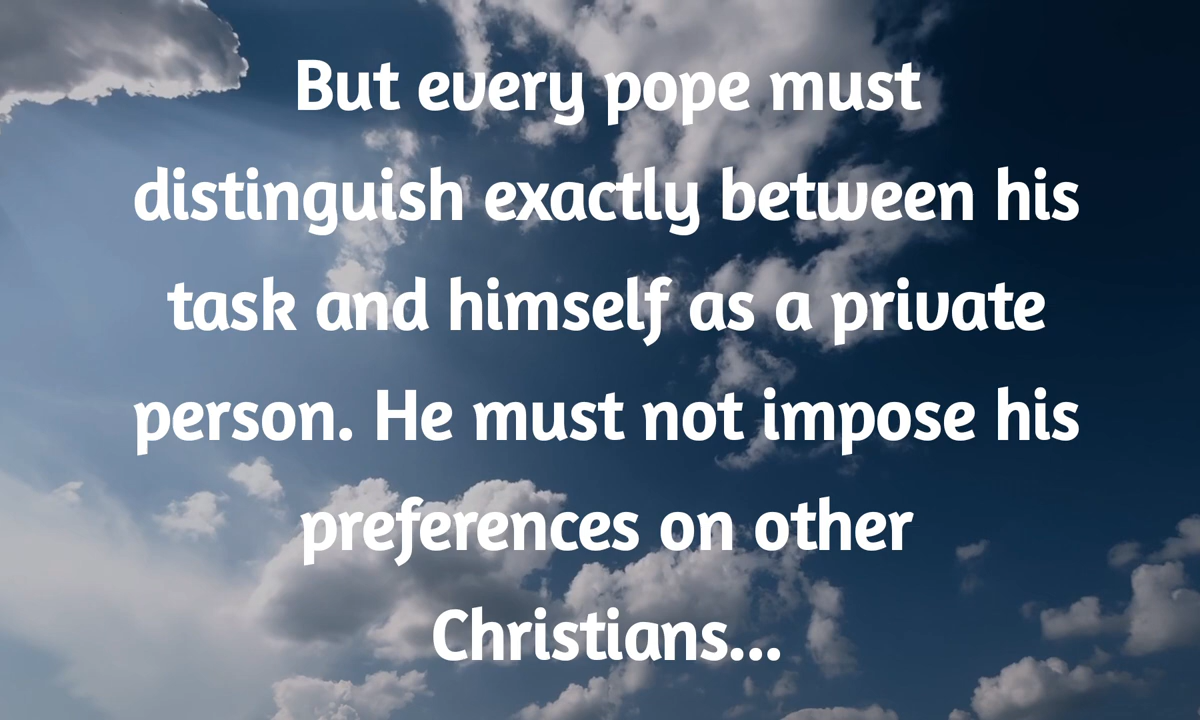 But every pope must
distinguish exactly between his
task and himself as a private
person. He must not impose his
preferences on other
Christians...